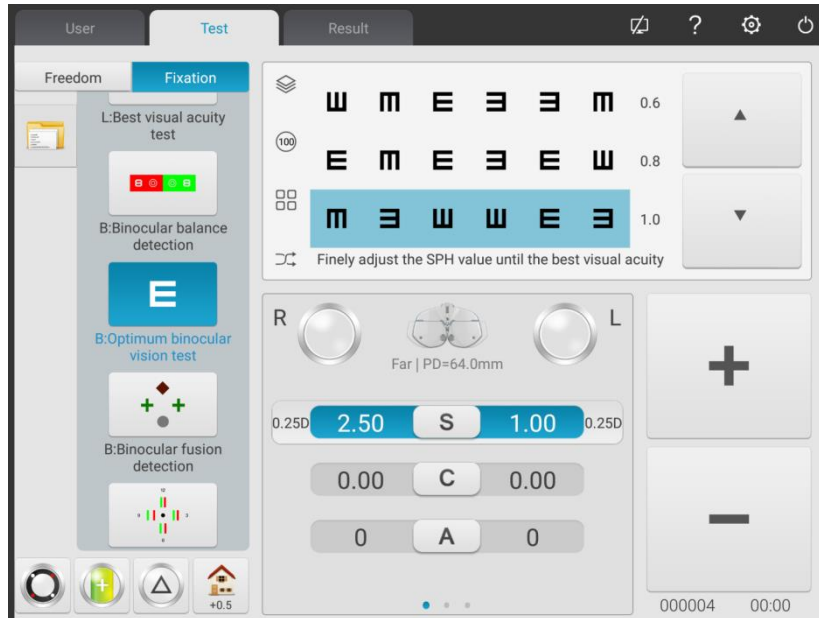 User
Test
Result
?
Freedom
Fixation
L:Best visual acuity
test
B:Binocular balance
detection
E
B:Optimum binocular
vision test
B:Binocular fusion
detection
+0.5
100
0.6
0.8
1.0
Finely adjust the SPH value until the best visual acuity
R
L
Far | PD=64.0mm
0.25D 2.50 S 1.00 0.25D
0.00 C 0.00
0 A 0
+
−
000004 00:00